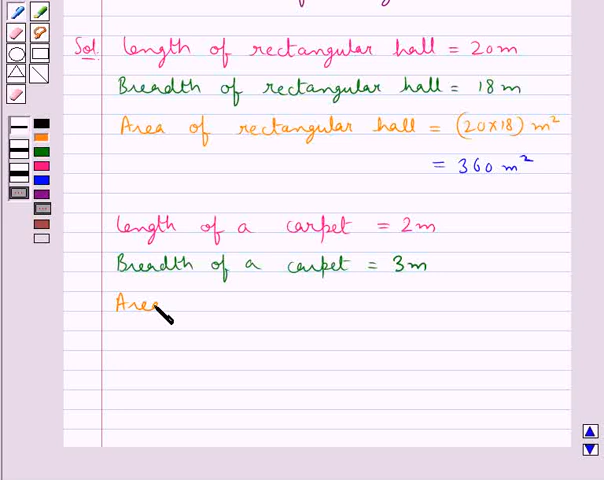 Sol. Length of rectangular hall = 20m
Breadth of rectangular hall = 18 m
Area of rectangular hall = (20×18) m²
= 360 m²
Length of a carpet = 2m
Breadth of a carpet = 3m
Area